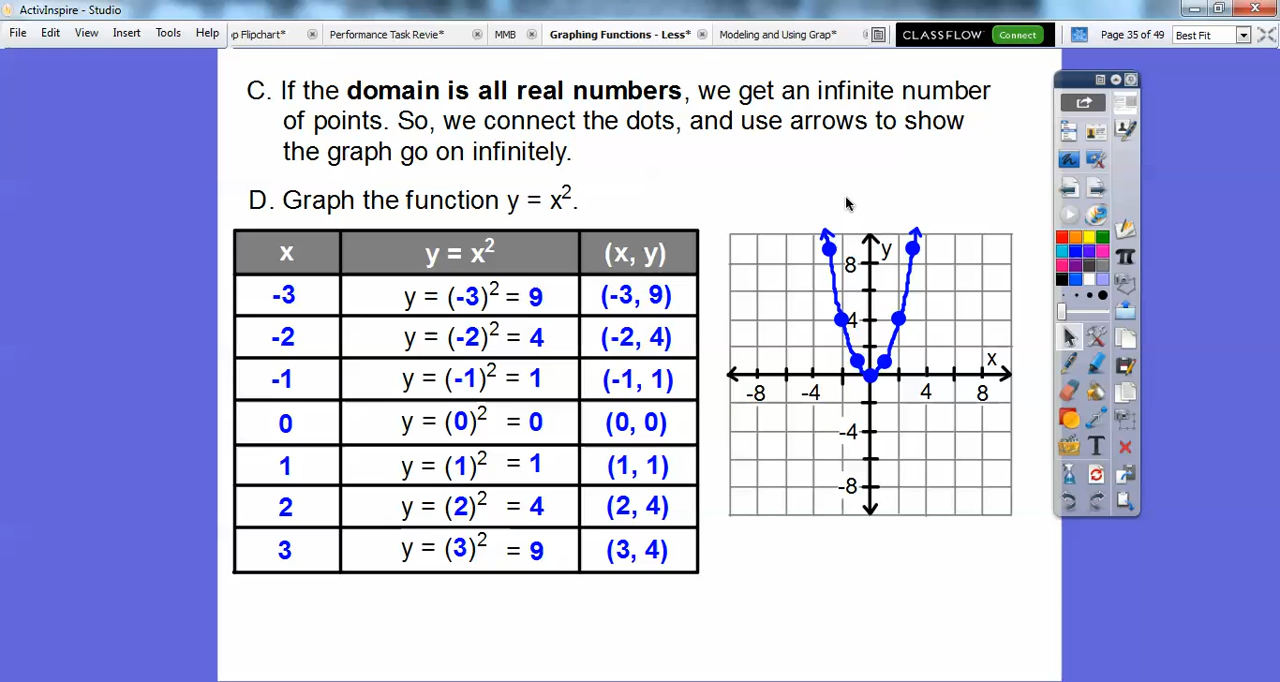 ActivInspire - Studio
File Edit View Insert Tools Help
p Flipchart* Performance Task Revie* MMB Graphing Functions - Less* Modeling and Using Grap* CLASSFLOW Connect Page 35 of 49 Best Fit
C. If the domain is all real numbers, we get an infinite number
of points. So, we connect the dots, and use arrows to show
the graph go on infinitely.
D. Graph the function y = x².
x y = x² (x, y)
-3 y = (-3)² = 9 (-3, 9)
-2 y = (-2)² = 4 (-2, 4)
-1 y = (-1)² = 1 (-1, 1)
0 y = (0)² = 0 (0, 0)
1 y = (1)² = 1 (1, 1)
2 y = (2)² = 4 (2, 4)
3 y = (3)² = 9 (3, 4)
y
8
4
x
-8 -4 4 8
-4
-8
π
T